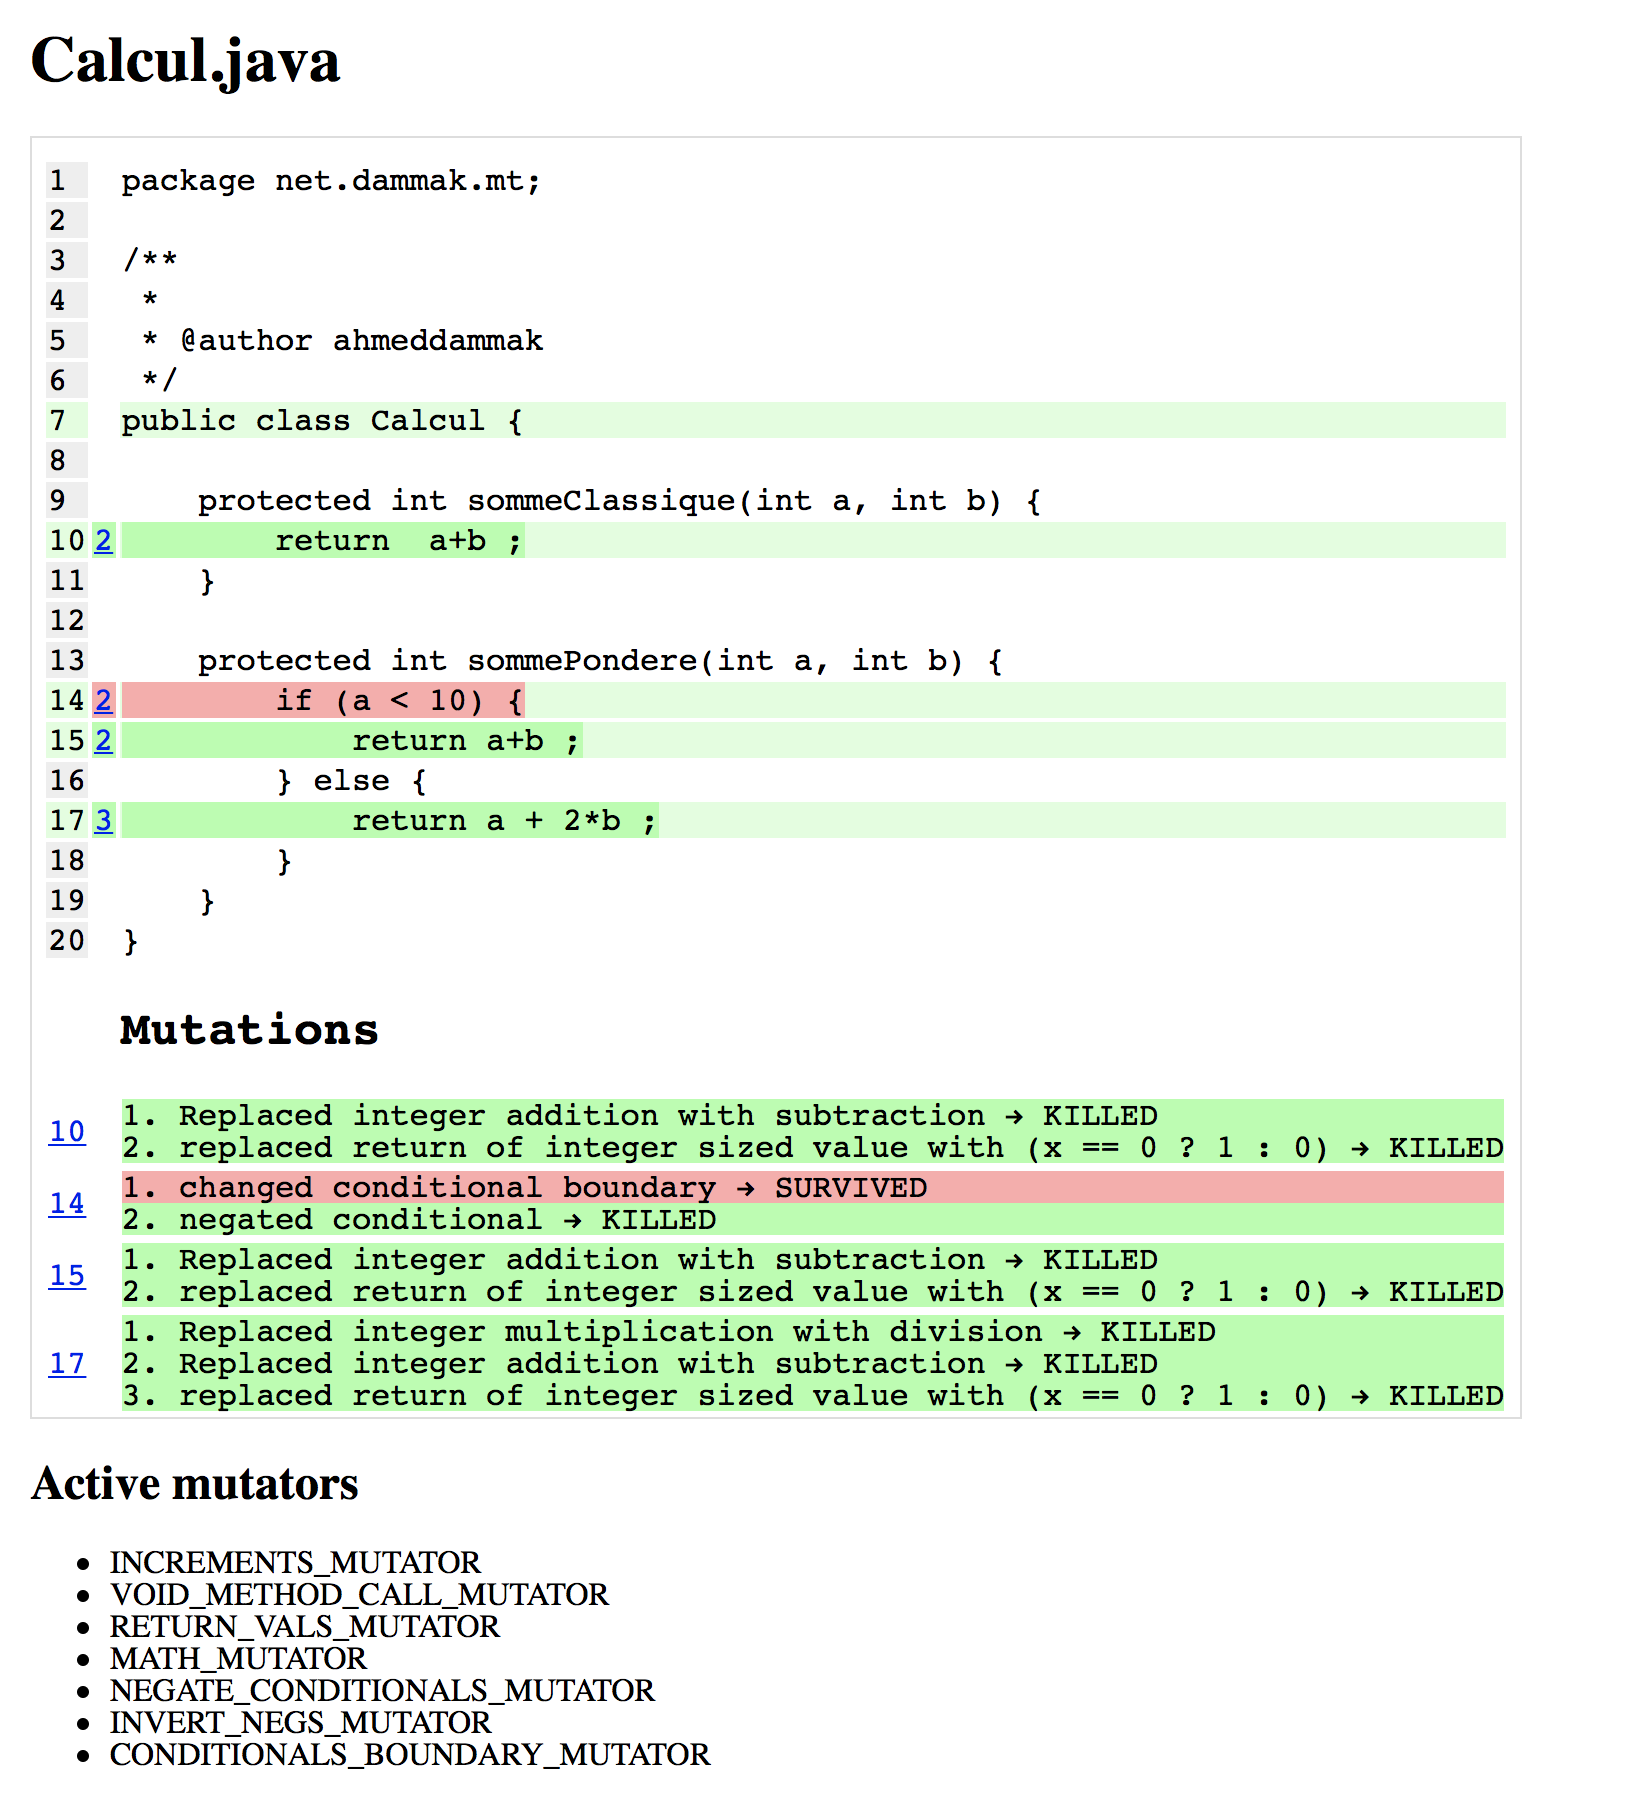 Calcul.java
1 package net.dammak.mt;
2
3 /**
4 *
5 * @author ahmeddammak
6 */
7 public class Calcul {
8
9 protected int sommeClassique(int a, int b) {
10 2 return  a+b ;
11 }
12
13 protected int sommePondere(int a, int b) {
14 2 if (a < 10) {
15 2 return a+b ;
16 } else {
17 3 return a + 2*b ;
18 }
19 }
20 }
Mutations
10
1. Replaced integer addition with subtraction → KILLED
2. replaced return of integer sized value with (x == 0 ? 1 : 0) → KILLED
14
1. changed conditional boundary → SURVIVED
2. negated conditional → KILLED
15
1. Replaced integer addition with subtraction → KILLED
2. replaced return of integer sized value with (x == 0 ? 1 : 0) → KILLED
17
1. Replaced integer multiplication with division → KILLED
2. Replaced integer addition with subtraction → KILLED
3. replaced return of integer sized value with (x == 0 ? 1 : 0) → KILLED
Active mutators
• INCREMENTS_MUTATOR
• VOID_METHOD_CALL_MUTATOR
• RETURN_VALS_MUTATOR
• MATH_MUTATOR
• NEGATE_CONDITIONALS_MUTATOR
• INVERT_NEGS_MUTATOR
• CONDITIONALS_BOUNDARY_MUTATOR